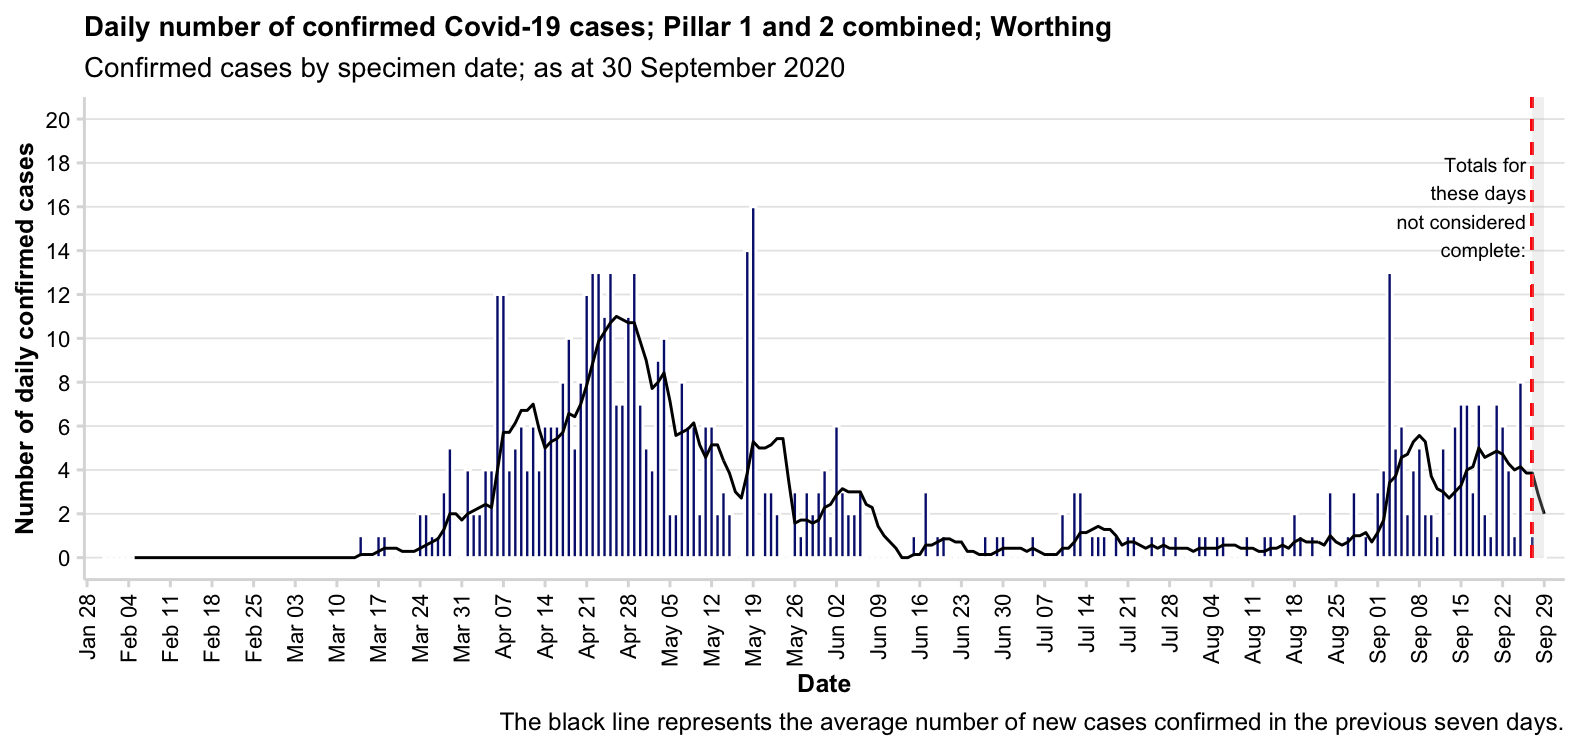 Daily number of confirmed Covid-19 cases; Pillar 1 and 2 combined; Worthing
Confirmed cases by specimen date; as at 30 September 2020
Number of daily confirmed cases
20
18
16
14
12
10
8
6
4
2
0
Totals for
these days
not considered
complete:
Jan 28
Feb 04
Feb 11
Feb 18
Feb 25
Mar 03
Mar 10
Mar 17
Mar 24
Mar 31
Apr 07
Apr 14
Apr 21
Apr 28
May 05
May 12
May 19
May 26
Jun 02
Jun 09
Jun 16
Jun 23
Jun 30
Jul 07
Jul 14
Jul 21
Jul 28
Aug 04
Aug 11
Aug 18
Aug 25
Sep 01
Sep 08
Sep 15
Sep 22
Sep 29
Date
The black line represents the average number of new cases confirmed in the previous seven days.